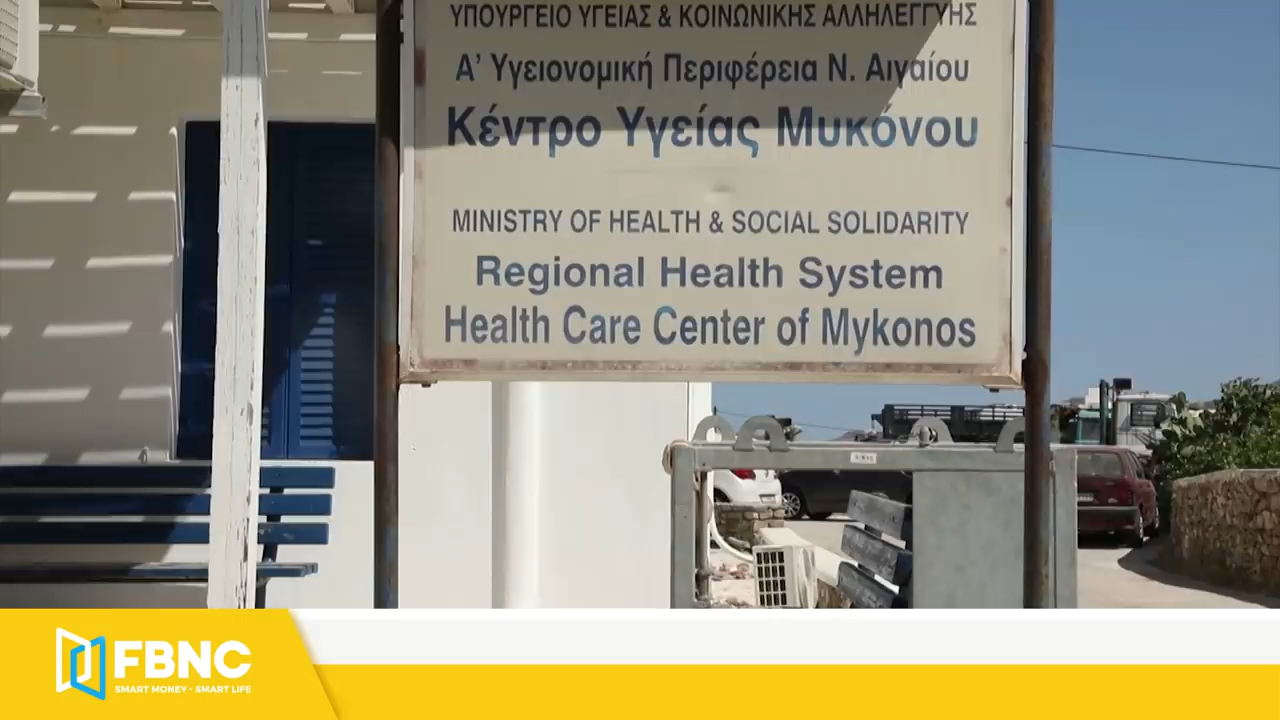 ΥΠΟΥΡΓΕΙΟ ΥΓΕΙΑΣ & ΚΟΙΝΩΝΙΚΗΣ ΑΛΛΗΛΕΓΓΥΗΣ
Α' Υγειονομική Περιφέρεια Ν. Αιγαίου
Κέντρο Υγείας Μυκόνου
MINISTRY OF HEALTH & SOCIAL SOLIDARITY
Regional Health System
Health Care Center of Mykonos
FBNC
SMART MONEY - SMART LIFE